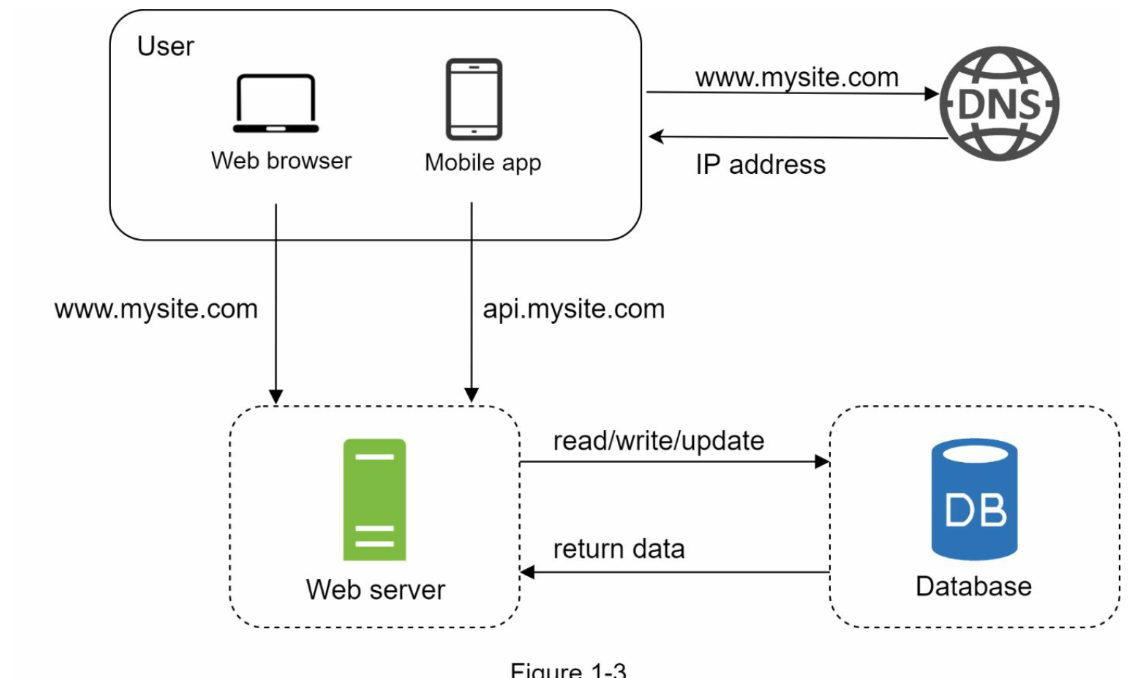 User
Web browser
Mobile app
www.mysite.com
DNS
IP address
www.mysite.com
api.mysite.com
read/write/update
return data
Web server
DB
Database
Figure 1-3